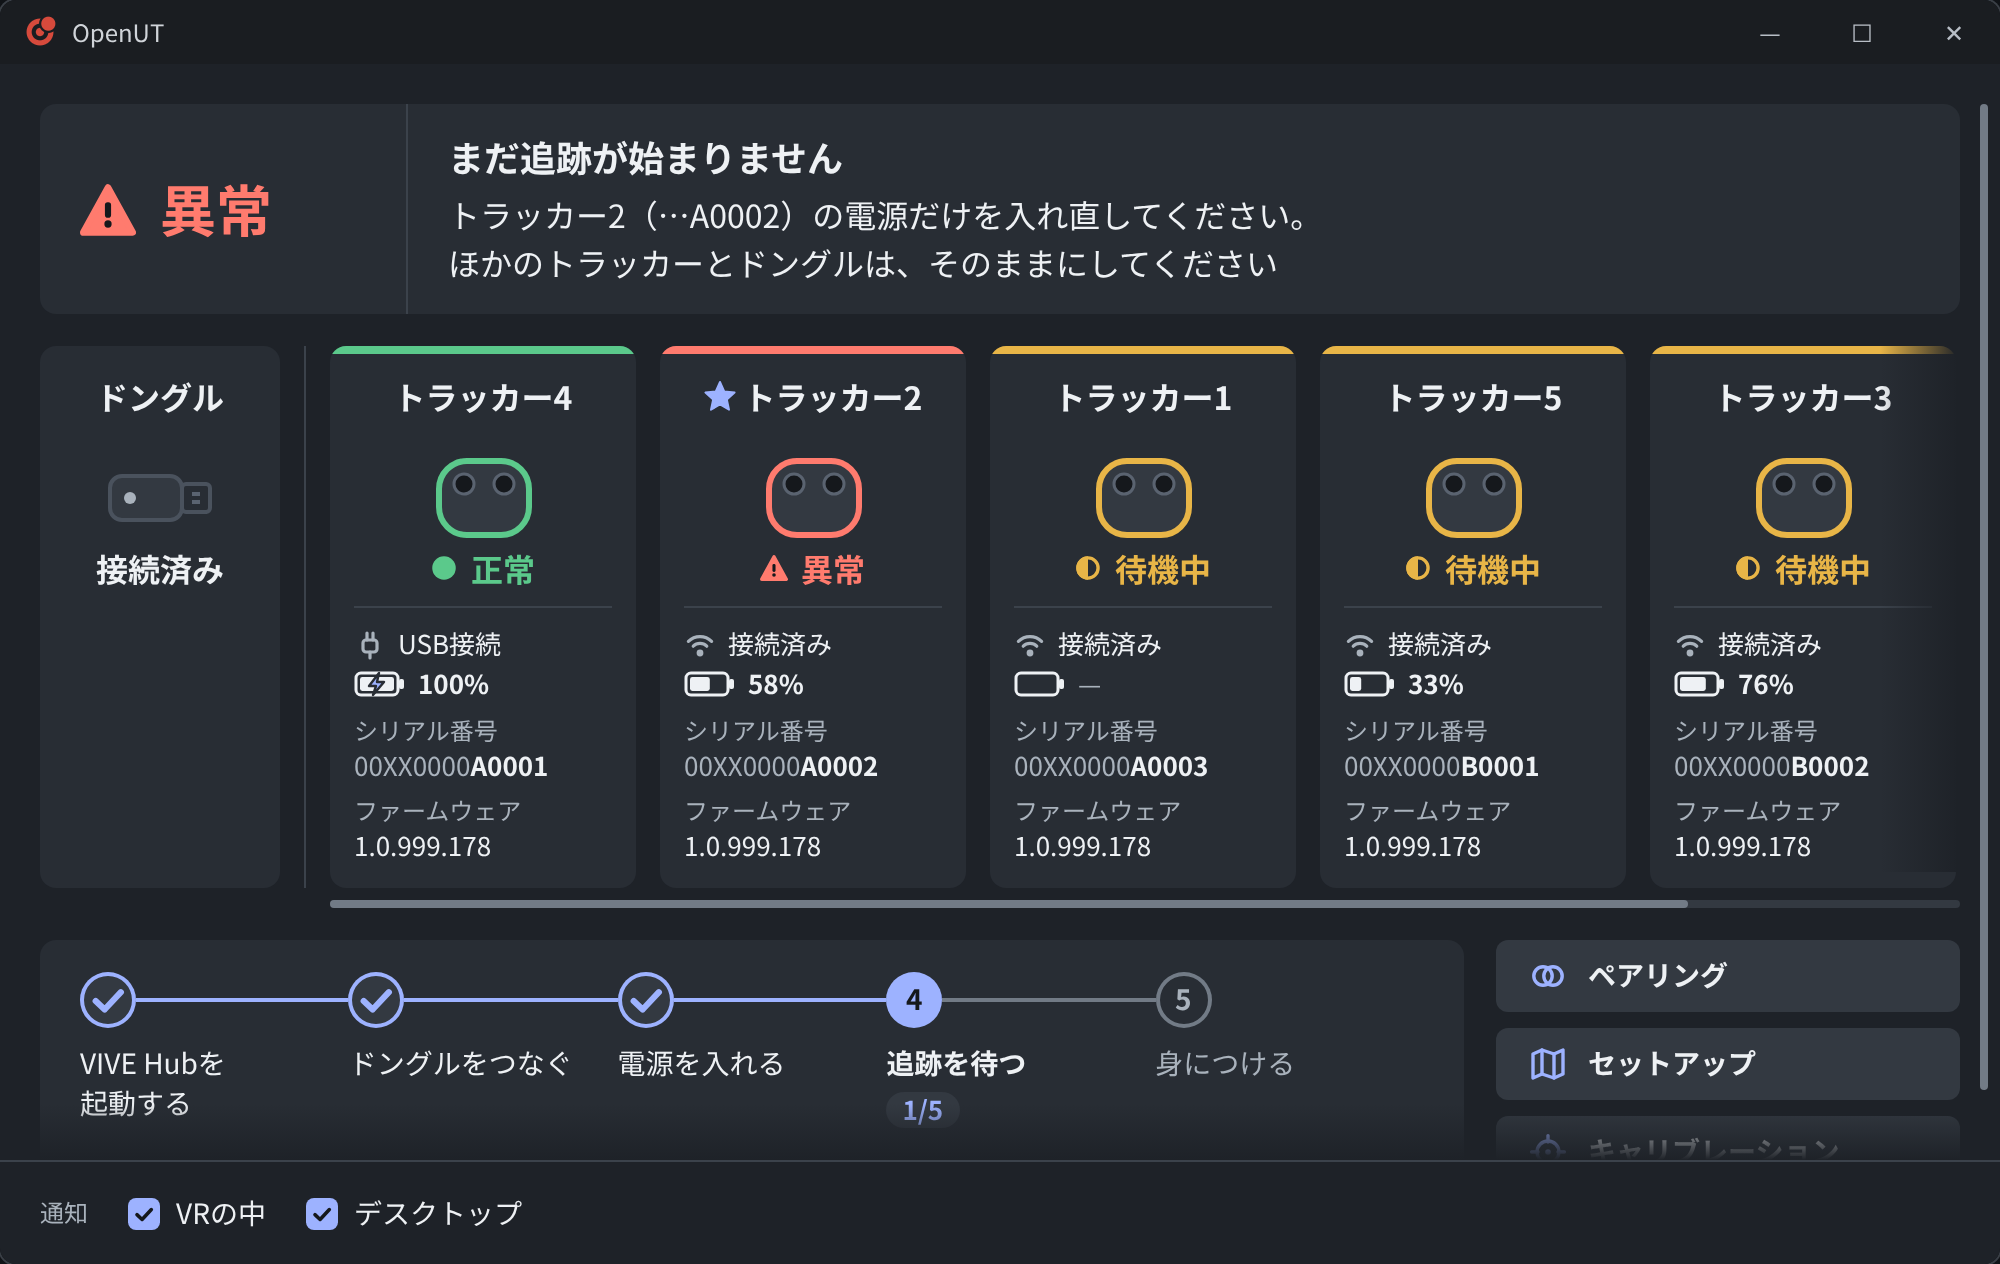 OpenUT
異常
まだ追跡が始まりません
トラッカー2（…A0002）の電源だけを入れ直してください。
ほかのトラッカーとドングルは、そのままにしてください
ドングル
接続済み
トラッカー4
正常
USB接続
100%
シリアル番号
00XX0000A0001
ファームウェア
1.0.999.178
トラッカー2
異常
接続済み
58%
シリアル番号
00XX0000A0002
ファームウェア
1.0.999.178
トラッカー1
待機中
接続済み
—
シリアル番号
00XX0000A0003
ファームウェア
1.0.999.178
トラッカー5
待機中
接続済み
33%
シリアル番号
00XX0000B0001
ファームウェア
1.0.999.178
トラッカー3
待機中
接続済み
76%
シリアル番号
00XX0000B0002
ファームウェア
1.0.999.178
VIVE Hubを
起動する
ドングルをつなぐ
電源を入れる
4
追跡を待つ
1/5
5
身につける
ペアリング
セットアップ
キャリブレーション
通知
VRの中
デスクトップ